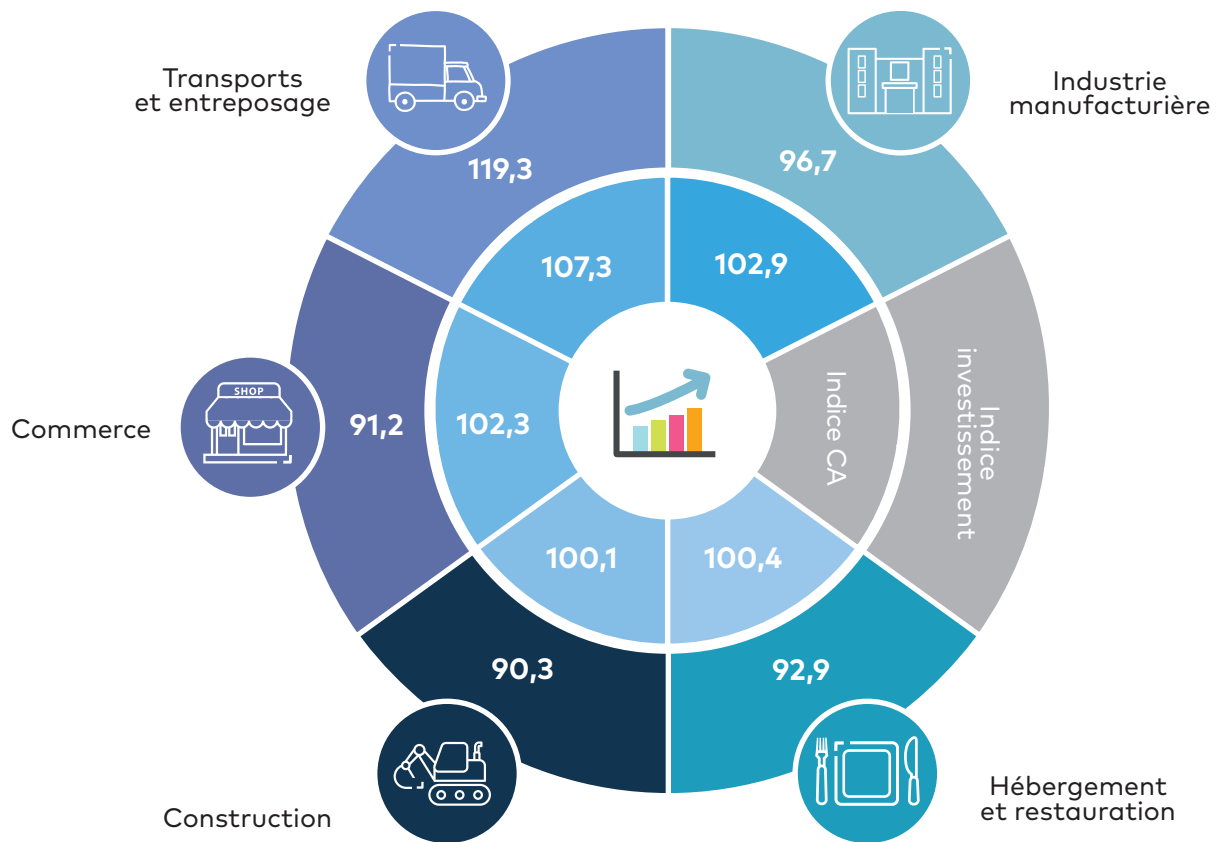 Transports
et entreposage
Industrie
manufacturière
119,3
96,7
107,3
102,9
SHOP
Commerce
91,2
102,3
Indice CA
Indice
investissement
100,1
100,4
90,3
92,9
Construction
Hébergement
et restauration